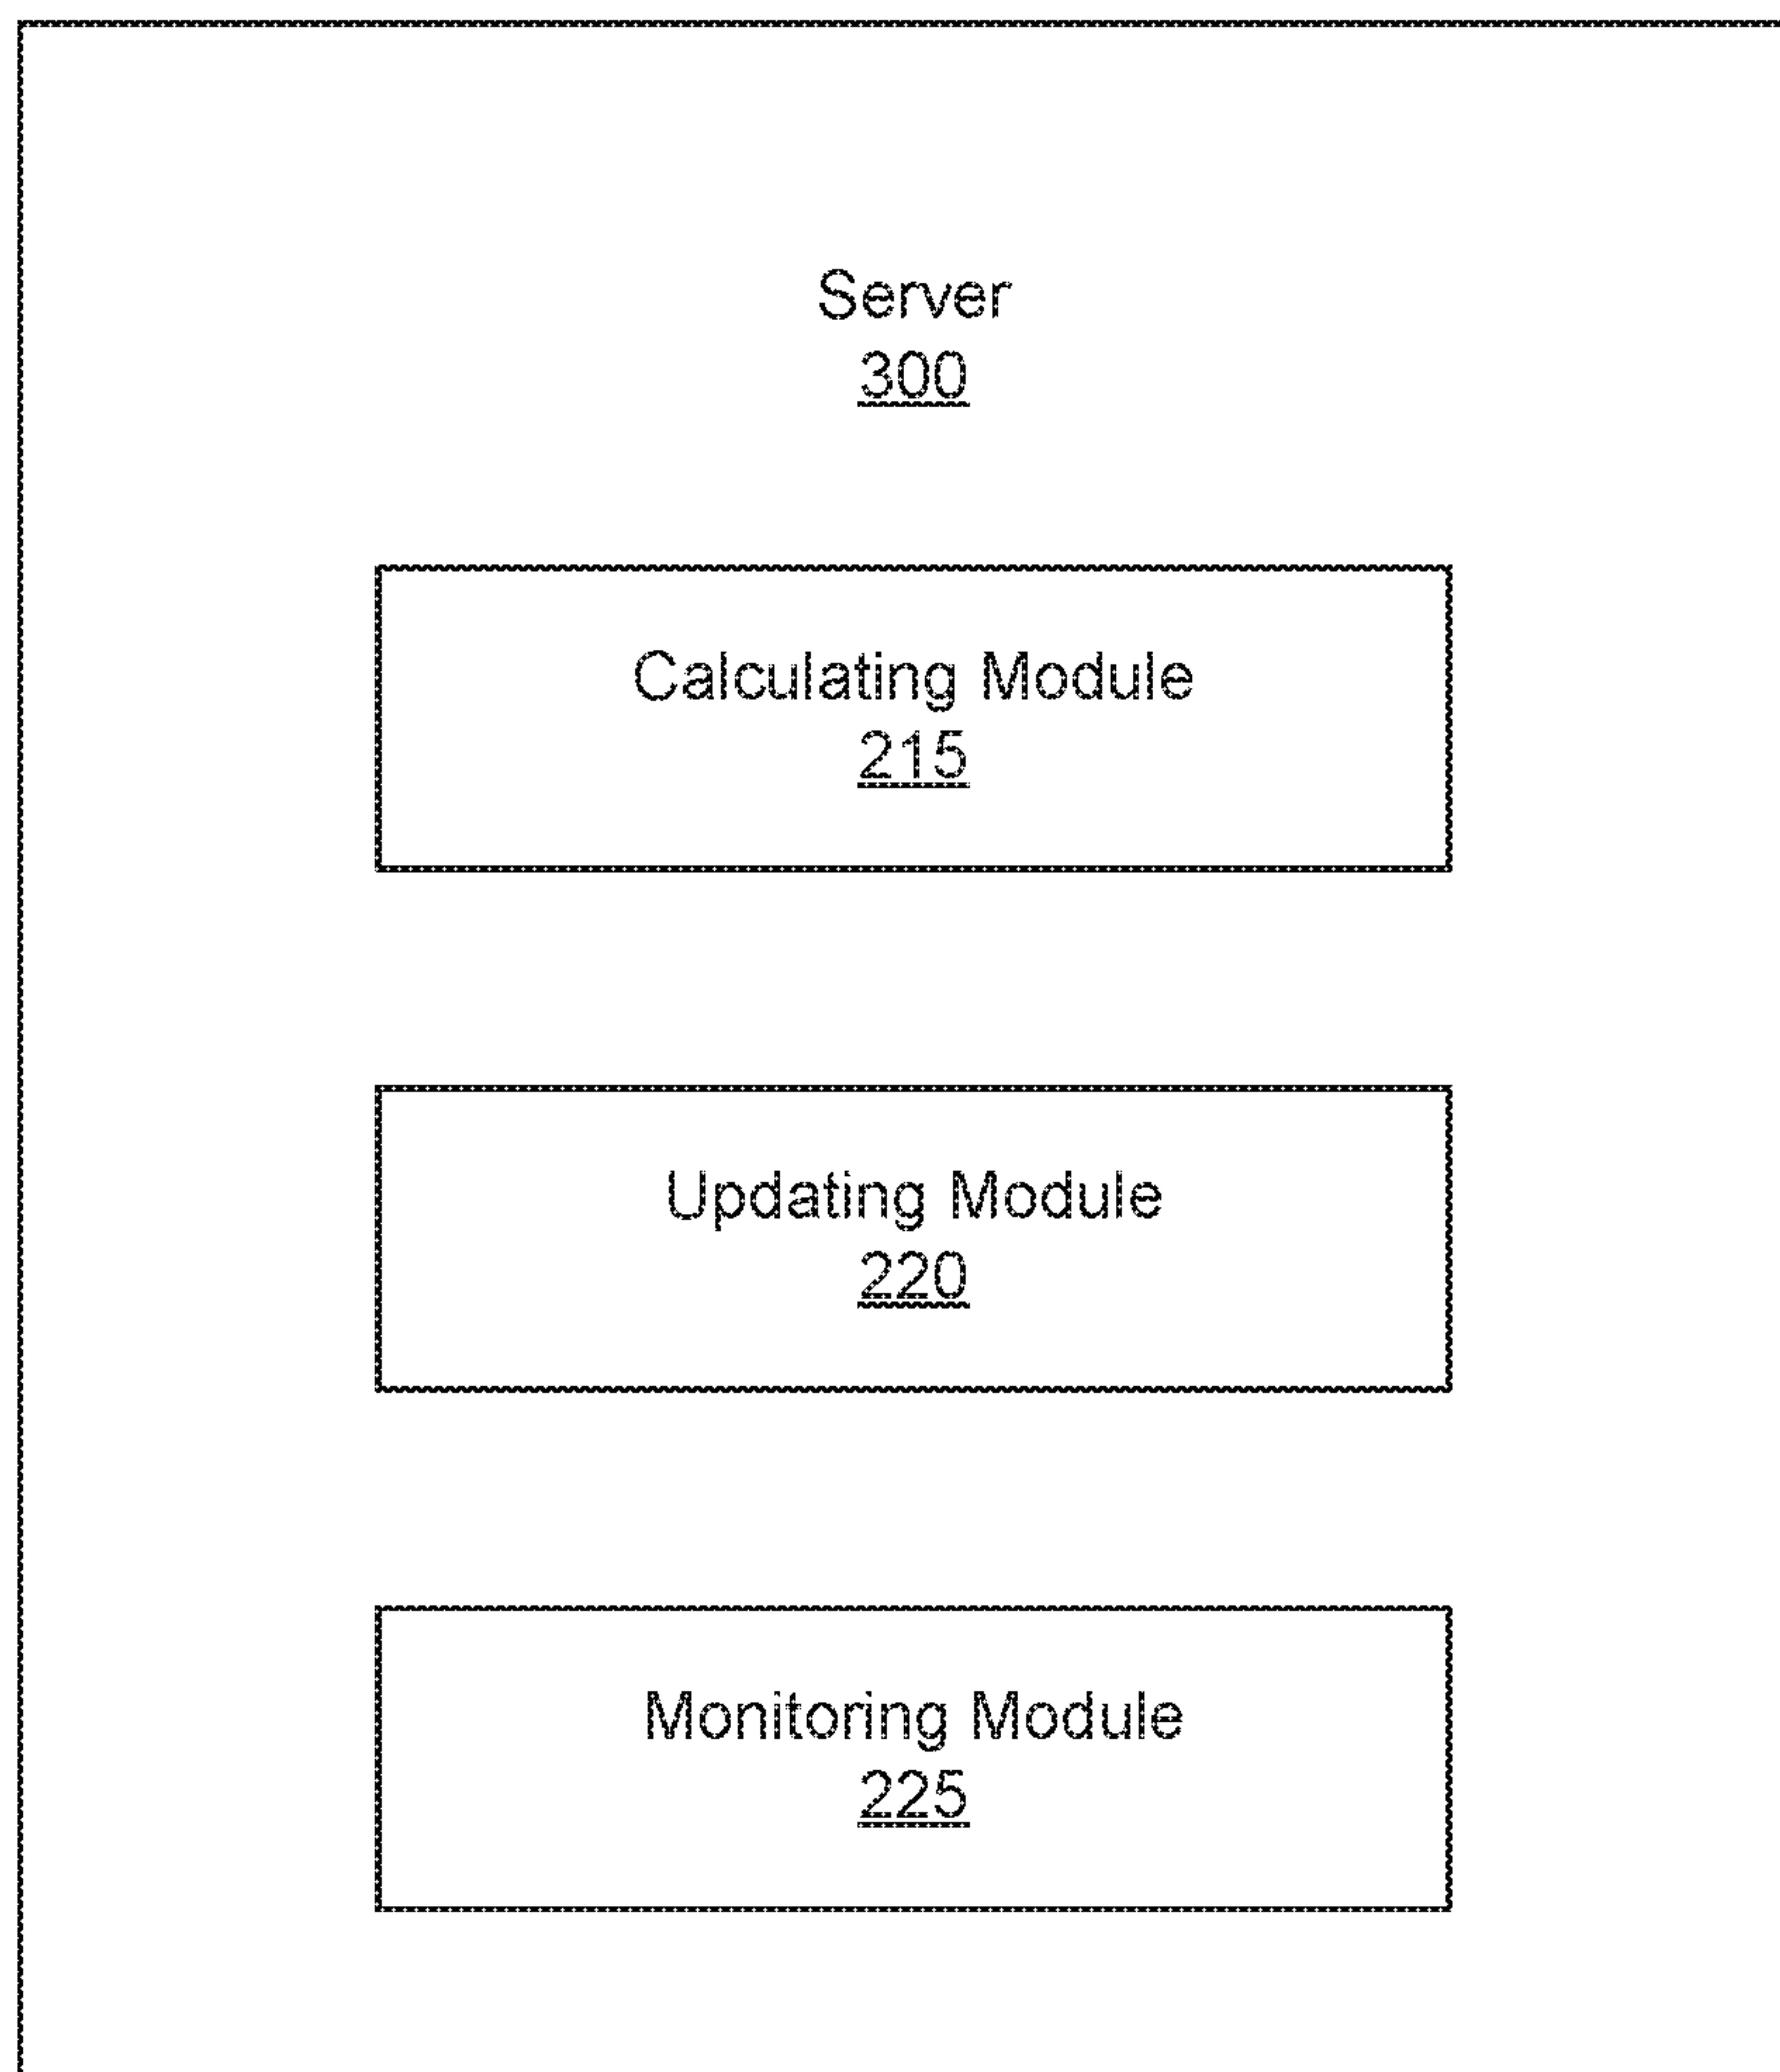 Server
300
Calculating Module
215
Updating Module
220
Monitoring Module
225